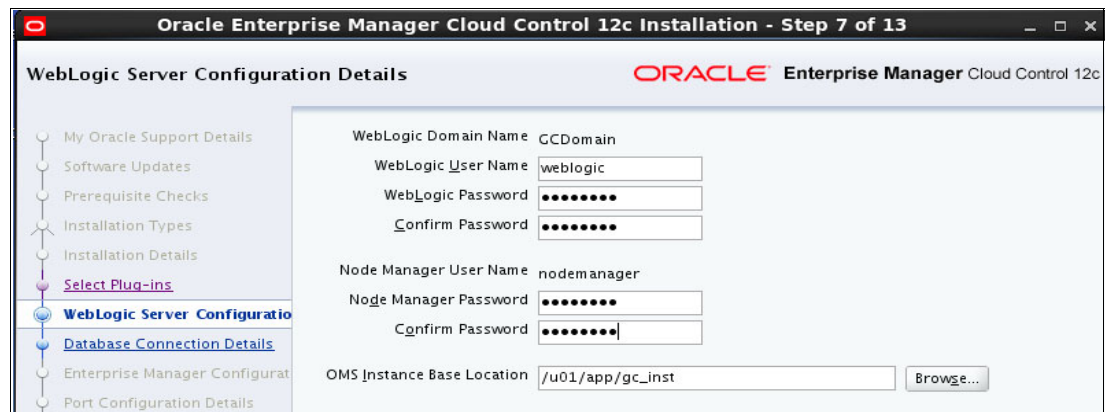 Oracle Enterprise Manager Cloud Control 12c Installation - Step 7 of 13
WebLogic Server Configuration Details
ORACLE Enterprise Manager Cloud Control 12c
My Oracle Support Details
Software Updates
Prerequisite Checks
Installation Types
Installation Details
Select Plug-ins
WebLogic Server Configuratio
Database Connection Details
Enterprise Manager Configurat
Port Configuration Details
WebLogic Domain Name GCDomain
WebLogic User Name weblogic
WebLogic Password ••••••••
Confirm Password ••••••••
Node Manager User Name nodemanager
Node Manager Password ••••••••
Confirm Password ••••••••
OMS Instance Base Location /u01/app/gc_inst Browse...